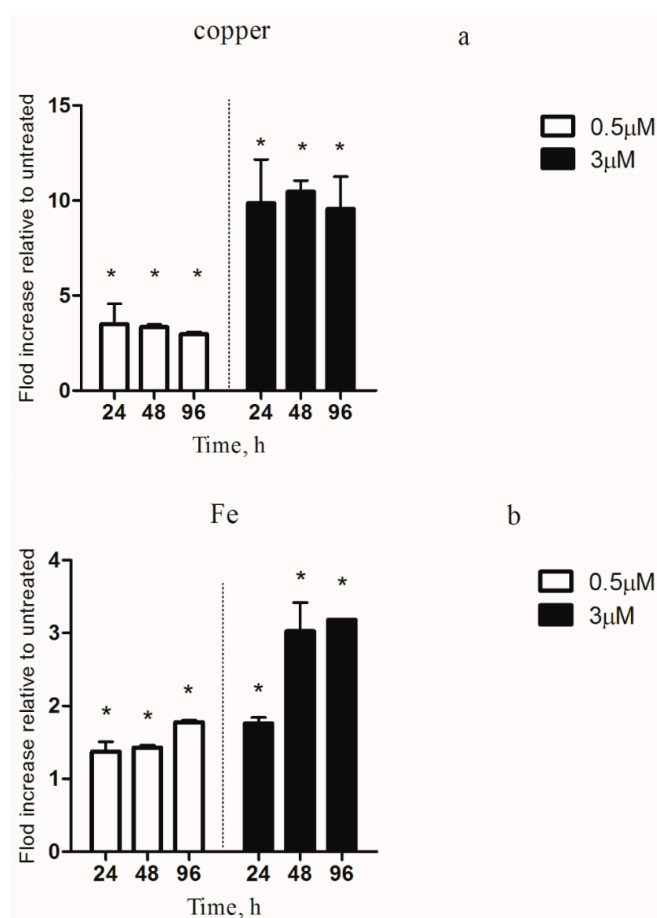 copper a
Flod increase relative to untreated
15
10
5
0
* * * * * *
0.5μM
3μM
24 48 96 24 48 96
Time, h
Fe b
Flod increase relative to untreated
4
3
2
1
0
* * * * * *
0.5μM
3μM
24 48 96 24 48 96
Time, h